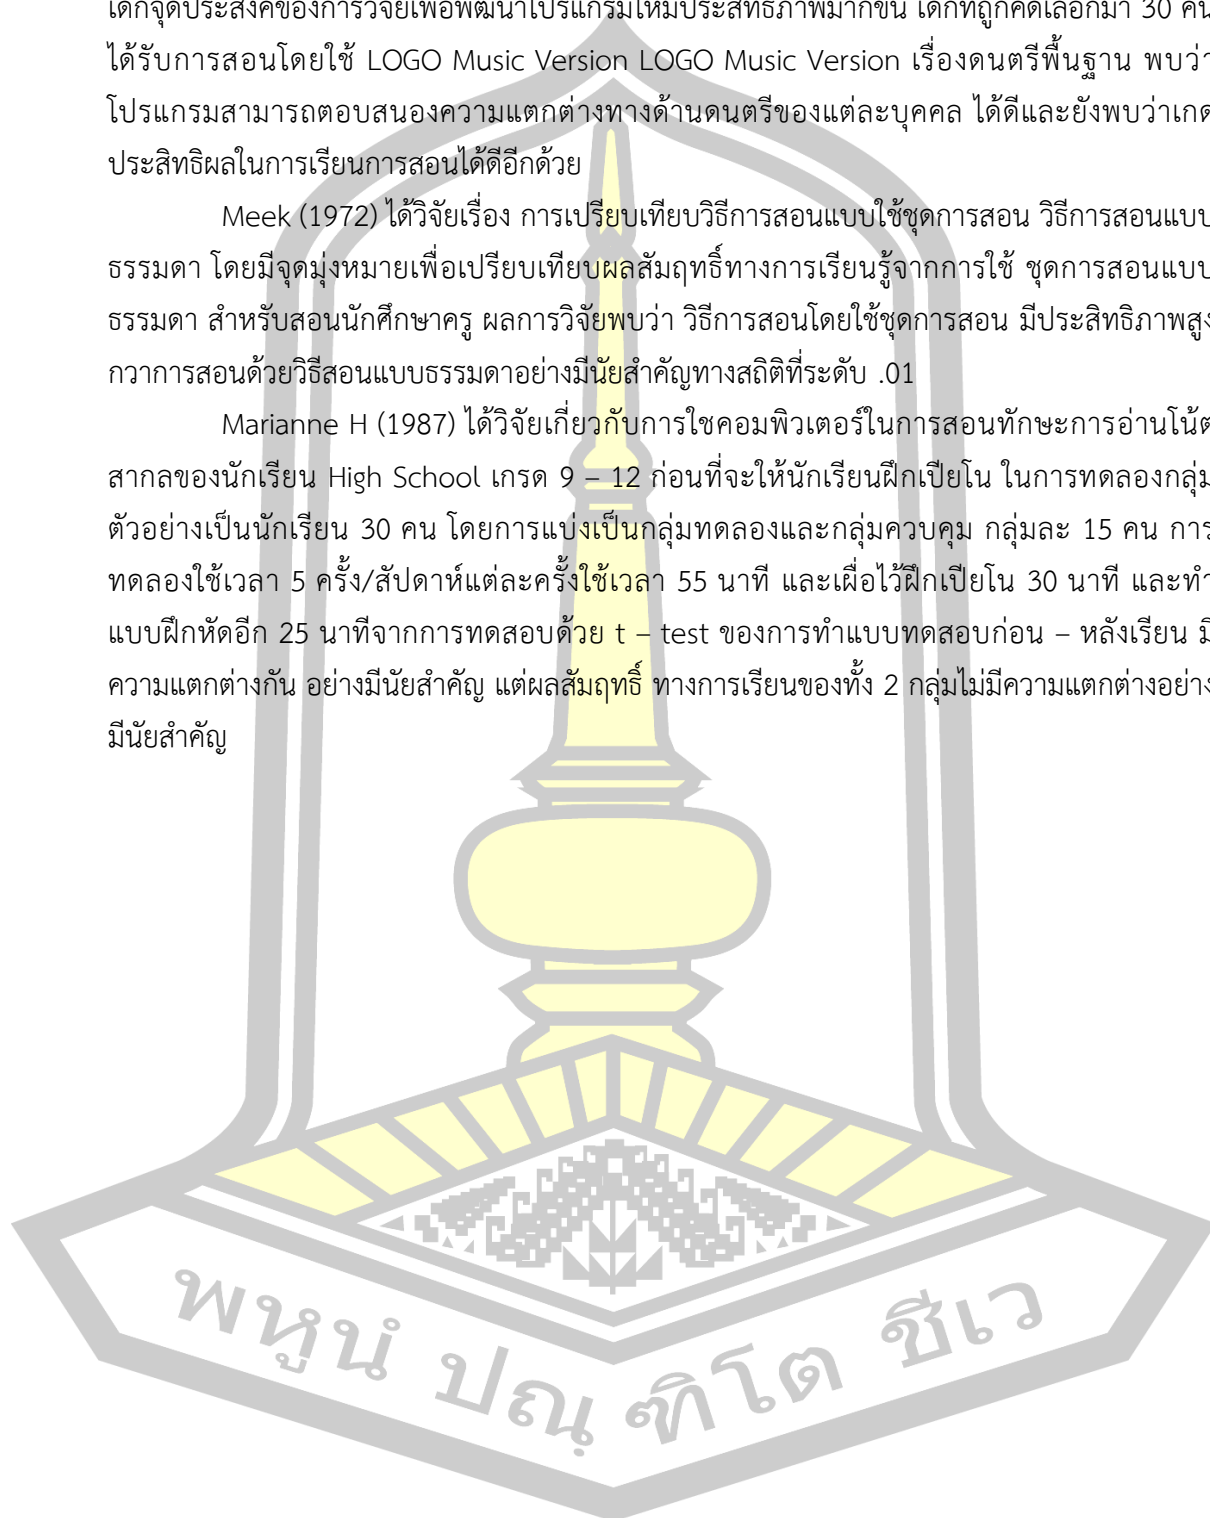 เด็กจุดประสงค์ของการวิจัยเพื่อพัฒนาโปรแกรมให้มีประสิทธิภาพมากขึ้น เด็กที่ถูกคัดเลือกมา 30 คน
ได้รับการสอนโดยใช้ LOGO Music Version LOGO Music Version เรื่องดนตรีพื้นฐาน พบว่า
โปรแกรมสามารถตอบสนองความแตกต่างทางด้านดนตรีของแต่ละบุคคล ได้ดีและยังพบว่าเกด
ประสิทธิผลในการเรียนการสอนได้ดีอีกด้วย
Meek (1972) ได้วิจัยเรื่อง การเปรียบเทียบวิธีการสอนแบบใช้ชุดการสอน วิธีการสอนแบบ
ธรรมดา โดยมีจุดมุ่งหมายเพื่อเปรียบเทียบผลสัมฤทธิ์ทางการเรียนรู้จากการใช้ ชุดการสอนแบบ
ธรรมดา สำหรับสอนนักศึกษาครู ผลการวิจัยพบว่า วิธีการสอนโดยใช้ชุดการสอน มีประสิทธิภาพสูง
กวาการสอนด้วยวิธีสอนแบบธรรมดาอย่างมีนัยสำคัญทางสถิติที่ระดับ .01
Marianne H (1987) ได้วิจัยเกี่ยวกับการใชคอมพิวเตอร์ในการสอนทักษะการอ่านโน้ต
สากลของนักเรียน High School เกรด 9 – 12 ก่อนที่จะให้นักเรียนฝึกเปียโน ในการทดลองกลุ่ม
ตัวอย่างเป็นนักเรียน 30 คน โดยการแบ่งเป็นกลุ่มทดลองและกลุ่มควบคุม กลุ่มละ 15 คน การ
ทดลองใช้เวลา 5 ครั้ง/สัปดาห์แต่ละครั้งใช้เวลา 55 นาที และเผื่อไว้ฝึกเปียโน 30 นาที และทำ
แบบฝึกหัดอีก 25 นาทีจากการทดสอบด้วย t – test ของการทำแบบทดสอบก่อน – หลังเรียน มี
ความแตกต่างกัน อย่างมีนัยสำคัญ แต่ผลสัมฤทธิ์ ทางการเรียนของทั้ง 2 กลุ่มไม่มีความแตกต่างอย่าง
มีนัยสำคัญ
พหูนํ ปณฺฑิโต ชีเว